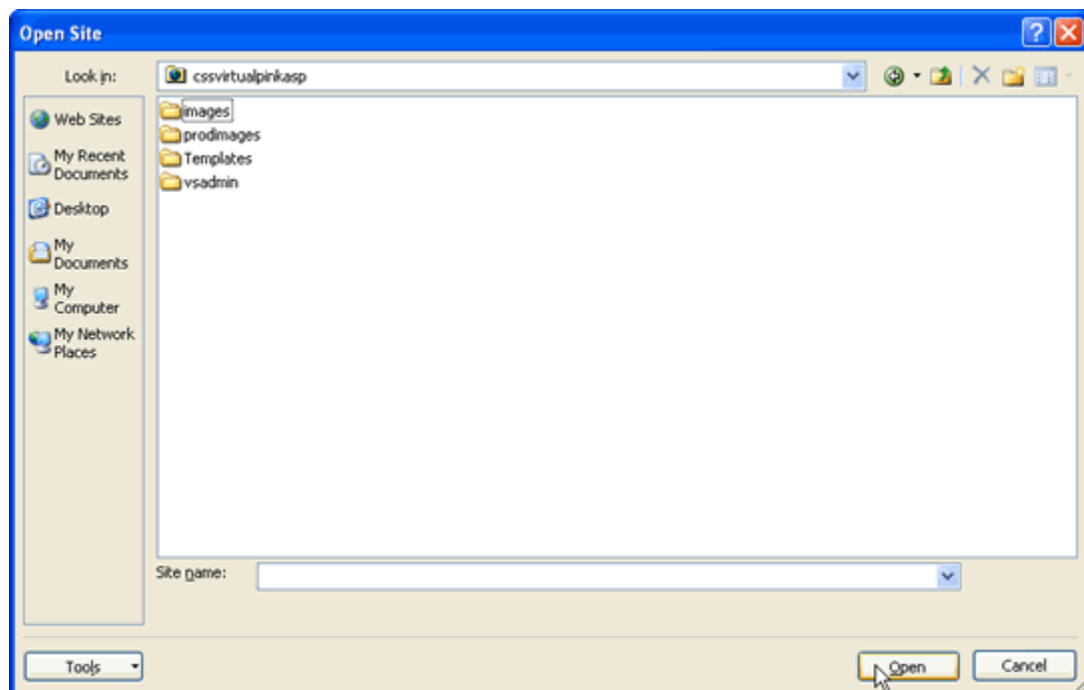 Open Site
Look in:
cssvirtualpinkasp
Web Sites
My Recent
Documents
Desktop
My
Documents
My
Computer
My Network
Places
images
prodimages
Templates
vsadmin
Site name:
Tools
Open
Cancel